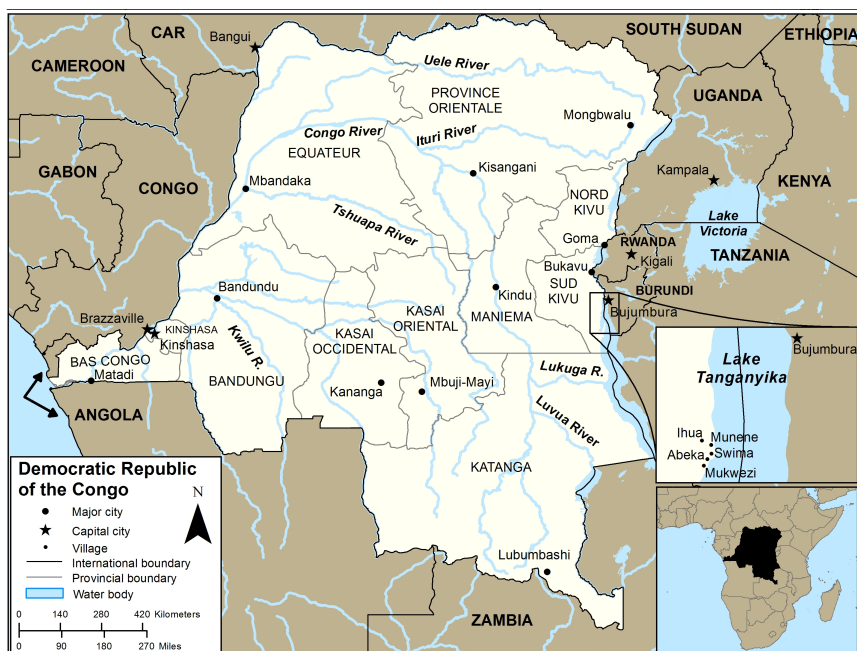 CAR
Bangui
SOUTH SUDAN
ETHIOPIA
CAMEROON
Uele River
PROVINCE
ORIENTALE
UGANDA
Mongbwalu
Congo River
Ituri River
EQUATEUR
GABON
CONGO
Kisangani
Kampala
KENYA
Mbandaka
NORD
KIVU
Tshuapa River
Lake
Victoria
Goma
RWANDA
Kigali
TANZANIA
Bukavu
SUD
KIVU
BURUNDI
Bujumbura
Bandundu
Kindu
MANIEMA
KASAI
ORIENTAL
Brazzaville
KINSHASA
Kinshasa
KASAI
OCCIDENTAL
Kwilu R.
BAS CONGO
Matadi
BANDUNGU
Kananga
Mbuji-Mayi
Lukuga R.
Luvua River
ANGOLA
KATANGA
Lubumbashi
ZAMBIA
Bujumbura
Lake
Tanganyika
Ihua
Munene
Swima
Abeka
Mukwezi
Democratic Republic
of the Congo
N
Major city
Capital city
Village
International boundary
Provincial boundary
Water body
0 140 280 420 Kilometers
0 90 180 270 Miles